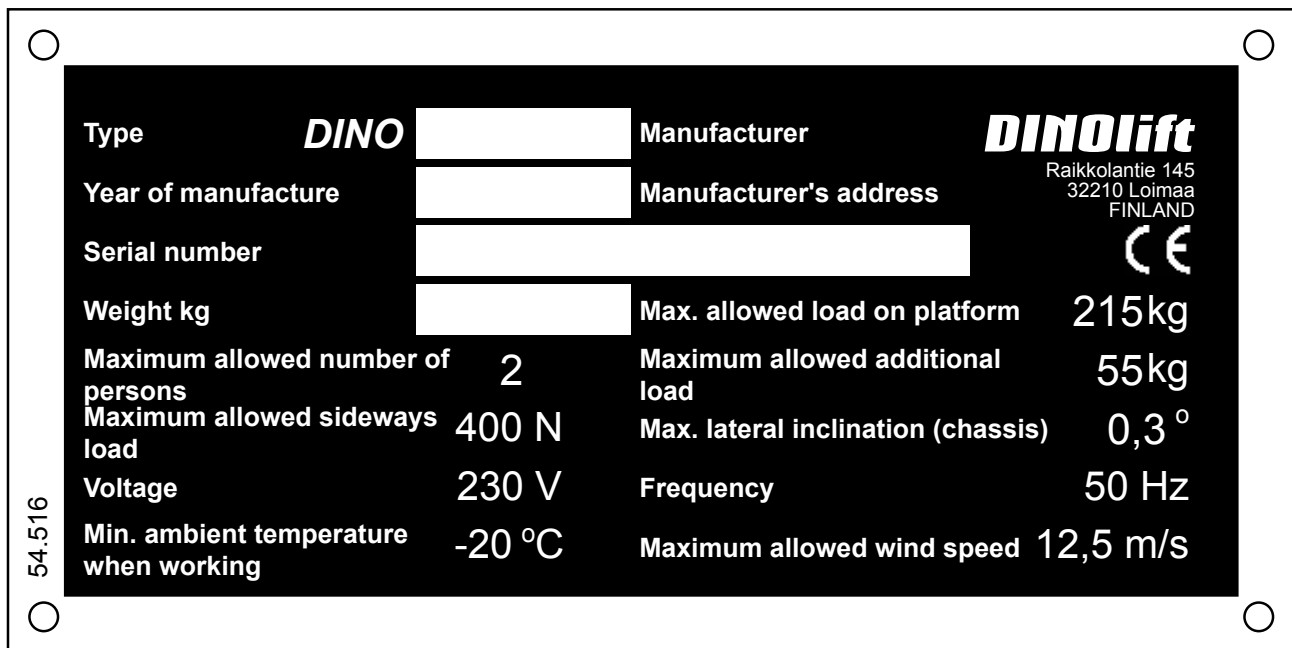 Type DINO Manufacturer DINOlift
Raikkolantie 145
Year of manufacture Manufacturer's address 32210 Loimaa
FINLAND
Serial number CE
Weight kg Max. allowed load on platform 215kg
Maximum allowed number of
persons 2 Maximum allowed additional
load 55kg
Maximum allowed sideways
load 400 N Max. lateral inclination (chassis) 0,3 °
Voltage 230 V Frequency 50 Hz
Min. ambient temperature
when working -20 °C Maximum allowed wind speed 12,5 m/s
54.516